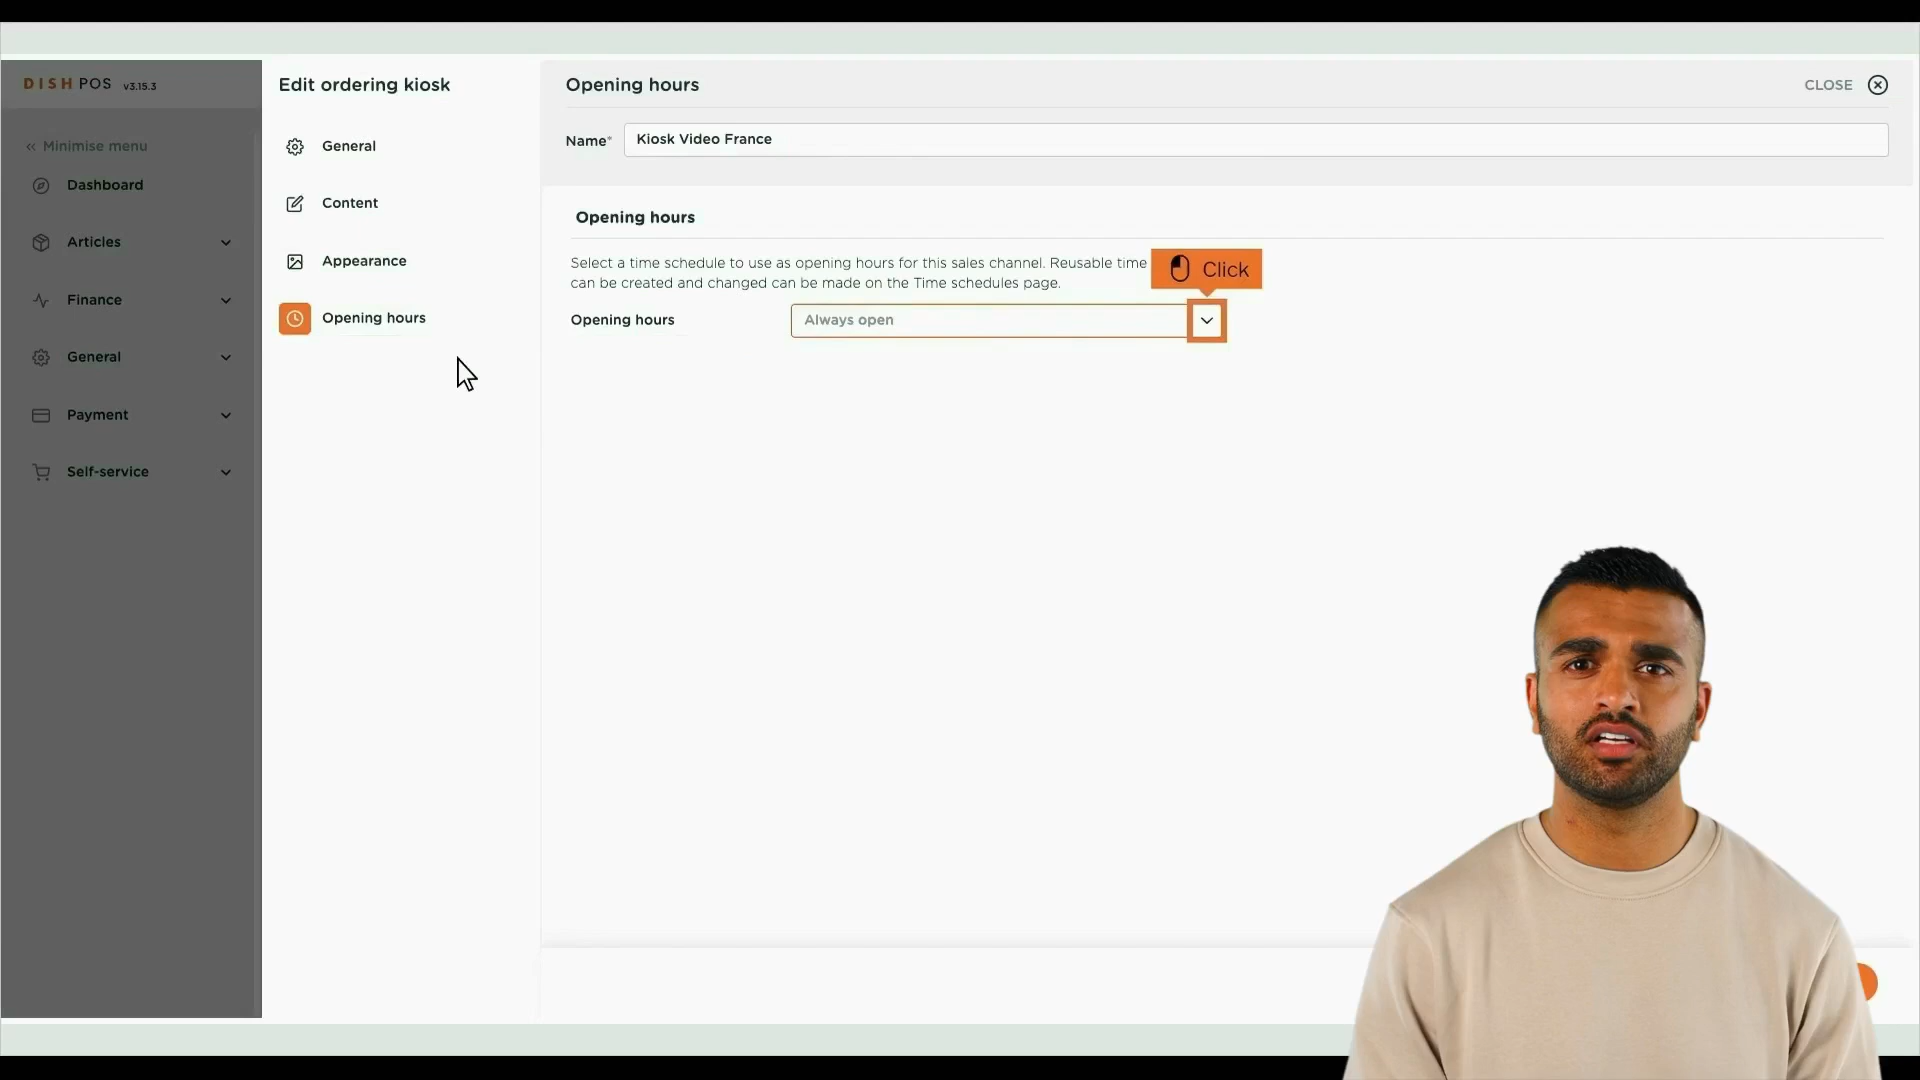 DISH POS v3.15.3
Minimise menu
Dashboard
Articles
Finance
General
Payment
Self-service
Edit ordering kiosk
General
Content
Appearance
Opening hours
Opening hours
CLOSE
Name*
Kiosk Video France
Opening hours
Select a time schedule to use as opening hours for this sales channel. Reusable time
can be created and changed can be made on the Time schedules page.
Click
Opening hours
Always open